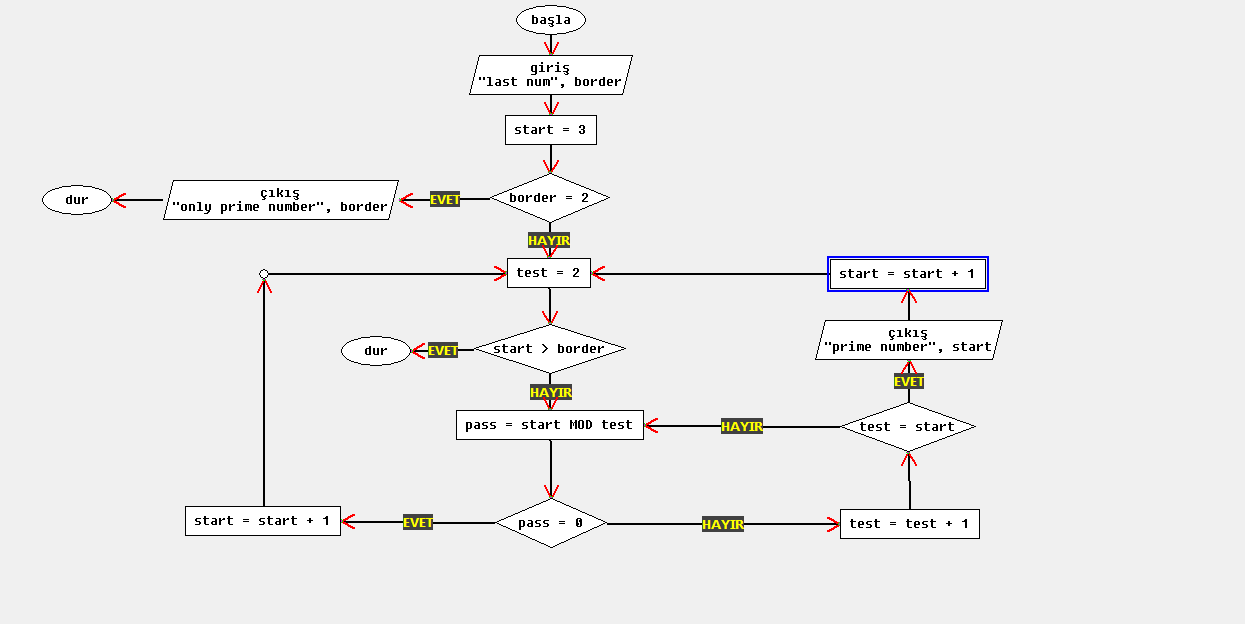 başla
giriş
"last num", border
start = 3
border = 2
EVET
çıkış
"only prime number", border
dur
HAYIR
test = 2
start = start + 1
start > border
EVET
dur
çıkış
"prime number", start
EVET
HAYIR
pass = start MOD test
HAYIR
test = start
pass = 0
EVET
start = start + 1
HAYIR
test = test + 1